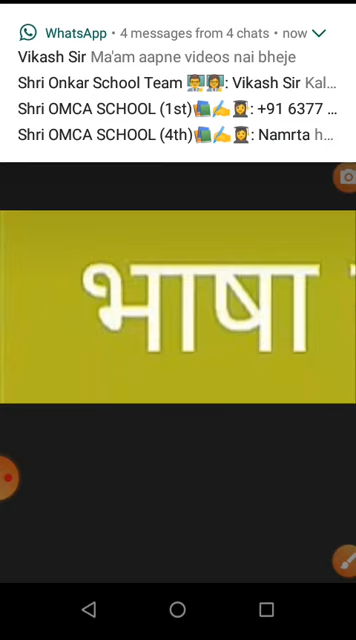 WhatsApp • 4 messages from 4 chats • now
Vikash Sir Ma'am aapne videos nai bheje
Shri Onkar School Team 👨‍🏫👩‍🏫: Vikash Sir Kal...
Shri OMCA SCHOOL (1st)📚✍️👩‍🎓: +91 6377 ...
Shri OMCA SCHOOL (4th)📚✍️👩‍🎓: Namrta h...
भाषा